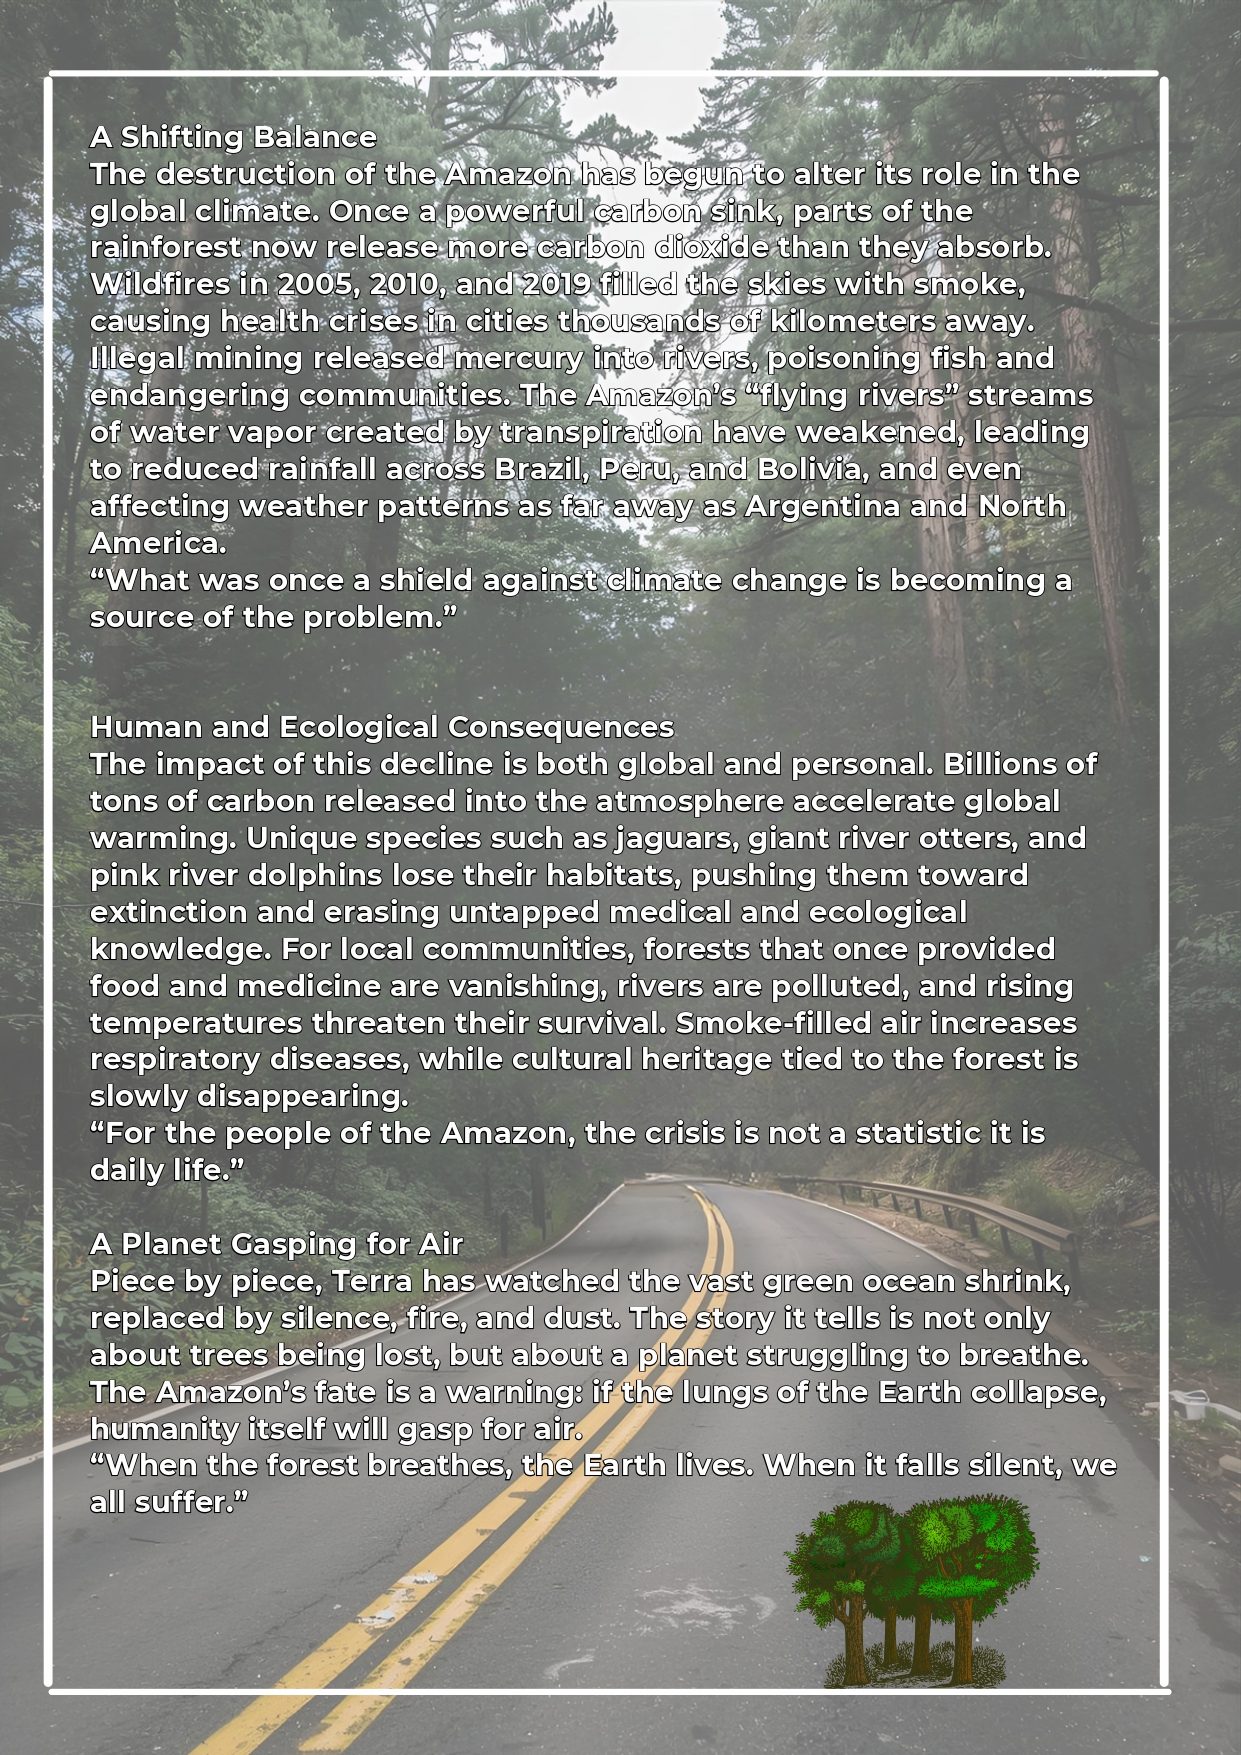 A Shifting Balance
The destruction of the Amazon has begun to alter its role in the
global climate. Once a powerful carbon sink, parts of the
rainforest now release more carbon dioxide than they absorb.
Wildfires in 2005, 2010, and 2019 filled the skies with smoke,
causing health crises in cities thousands of kilometers away.
Illegal mining released mercury into rivers, poisoning fish and
endangering communities. The Amazon’s “flying rivers” streams
of water vapor created by transpiration have weakened, leading
to reduced rainfall across Brazil, Peru, and Bolivia, and even
affecting weather patterns as far away as Argentina and North
America.
“What was once a shield against climate change is becoming a
source of the problem.”
Human and Ecological Consequences
The impact of this decline is both global and personal. Billions of
tons of carbon released into the atmosphere accelerate global
warming. Unique species such as jaguars, giant river otters, and
pink river dolphins lose their habitats, pushing them toward
extinction and erasing untapped medical and ecological
knowledge. For local communities, forests that once provided
food and medicine are vanishing, rivers are polluted, and rising
temperatures threaten their survival. Smoke-filled air increases
respiratory diseases, while cultural heritage tied to the forest is
slowly disappearing.
“For the people of the Amazon, the crisis is not a statistic it is
daily life.”
A Planet Gasping for Air
Piece by piece, Terra has watched the vast green ocean shrink,
replaced by silence, fire, and dust. The story it tells is not only
about trees being lost, but about a planet struggling to breathe.
The Amazon’s fate is a warning: if the lungs of the Earth collapse,
humanity itself will gasp for air.
“When the forest breathes, the Earth lives. When it falls silent, we
all suffer.”